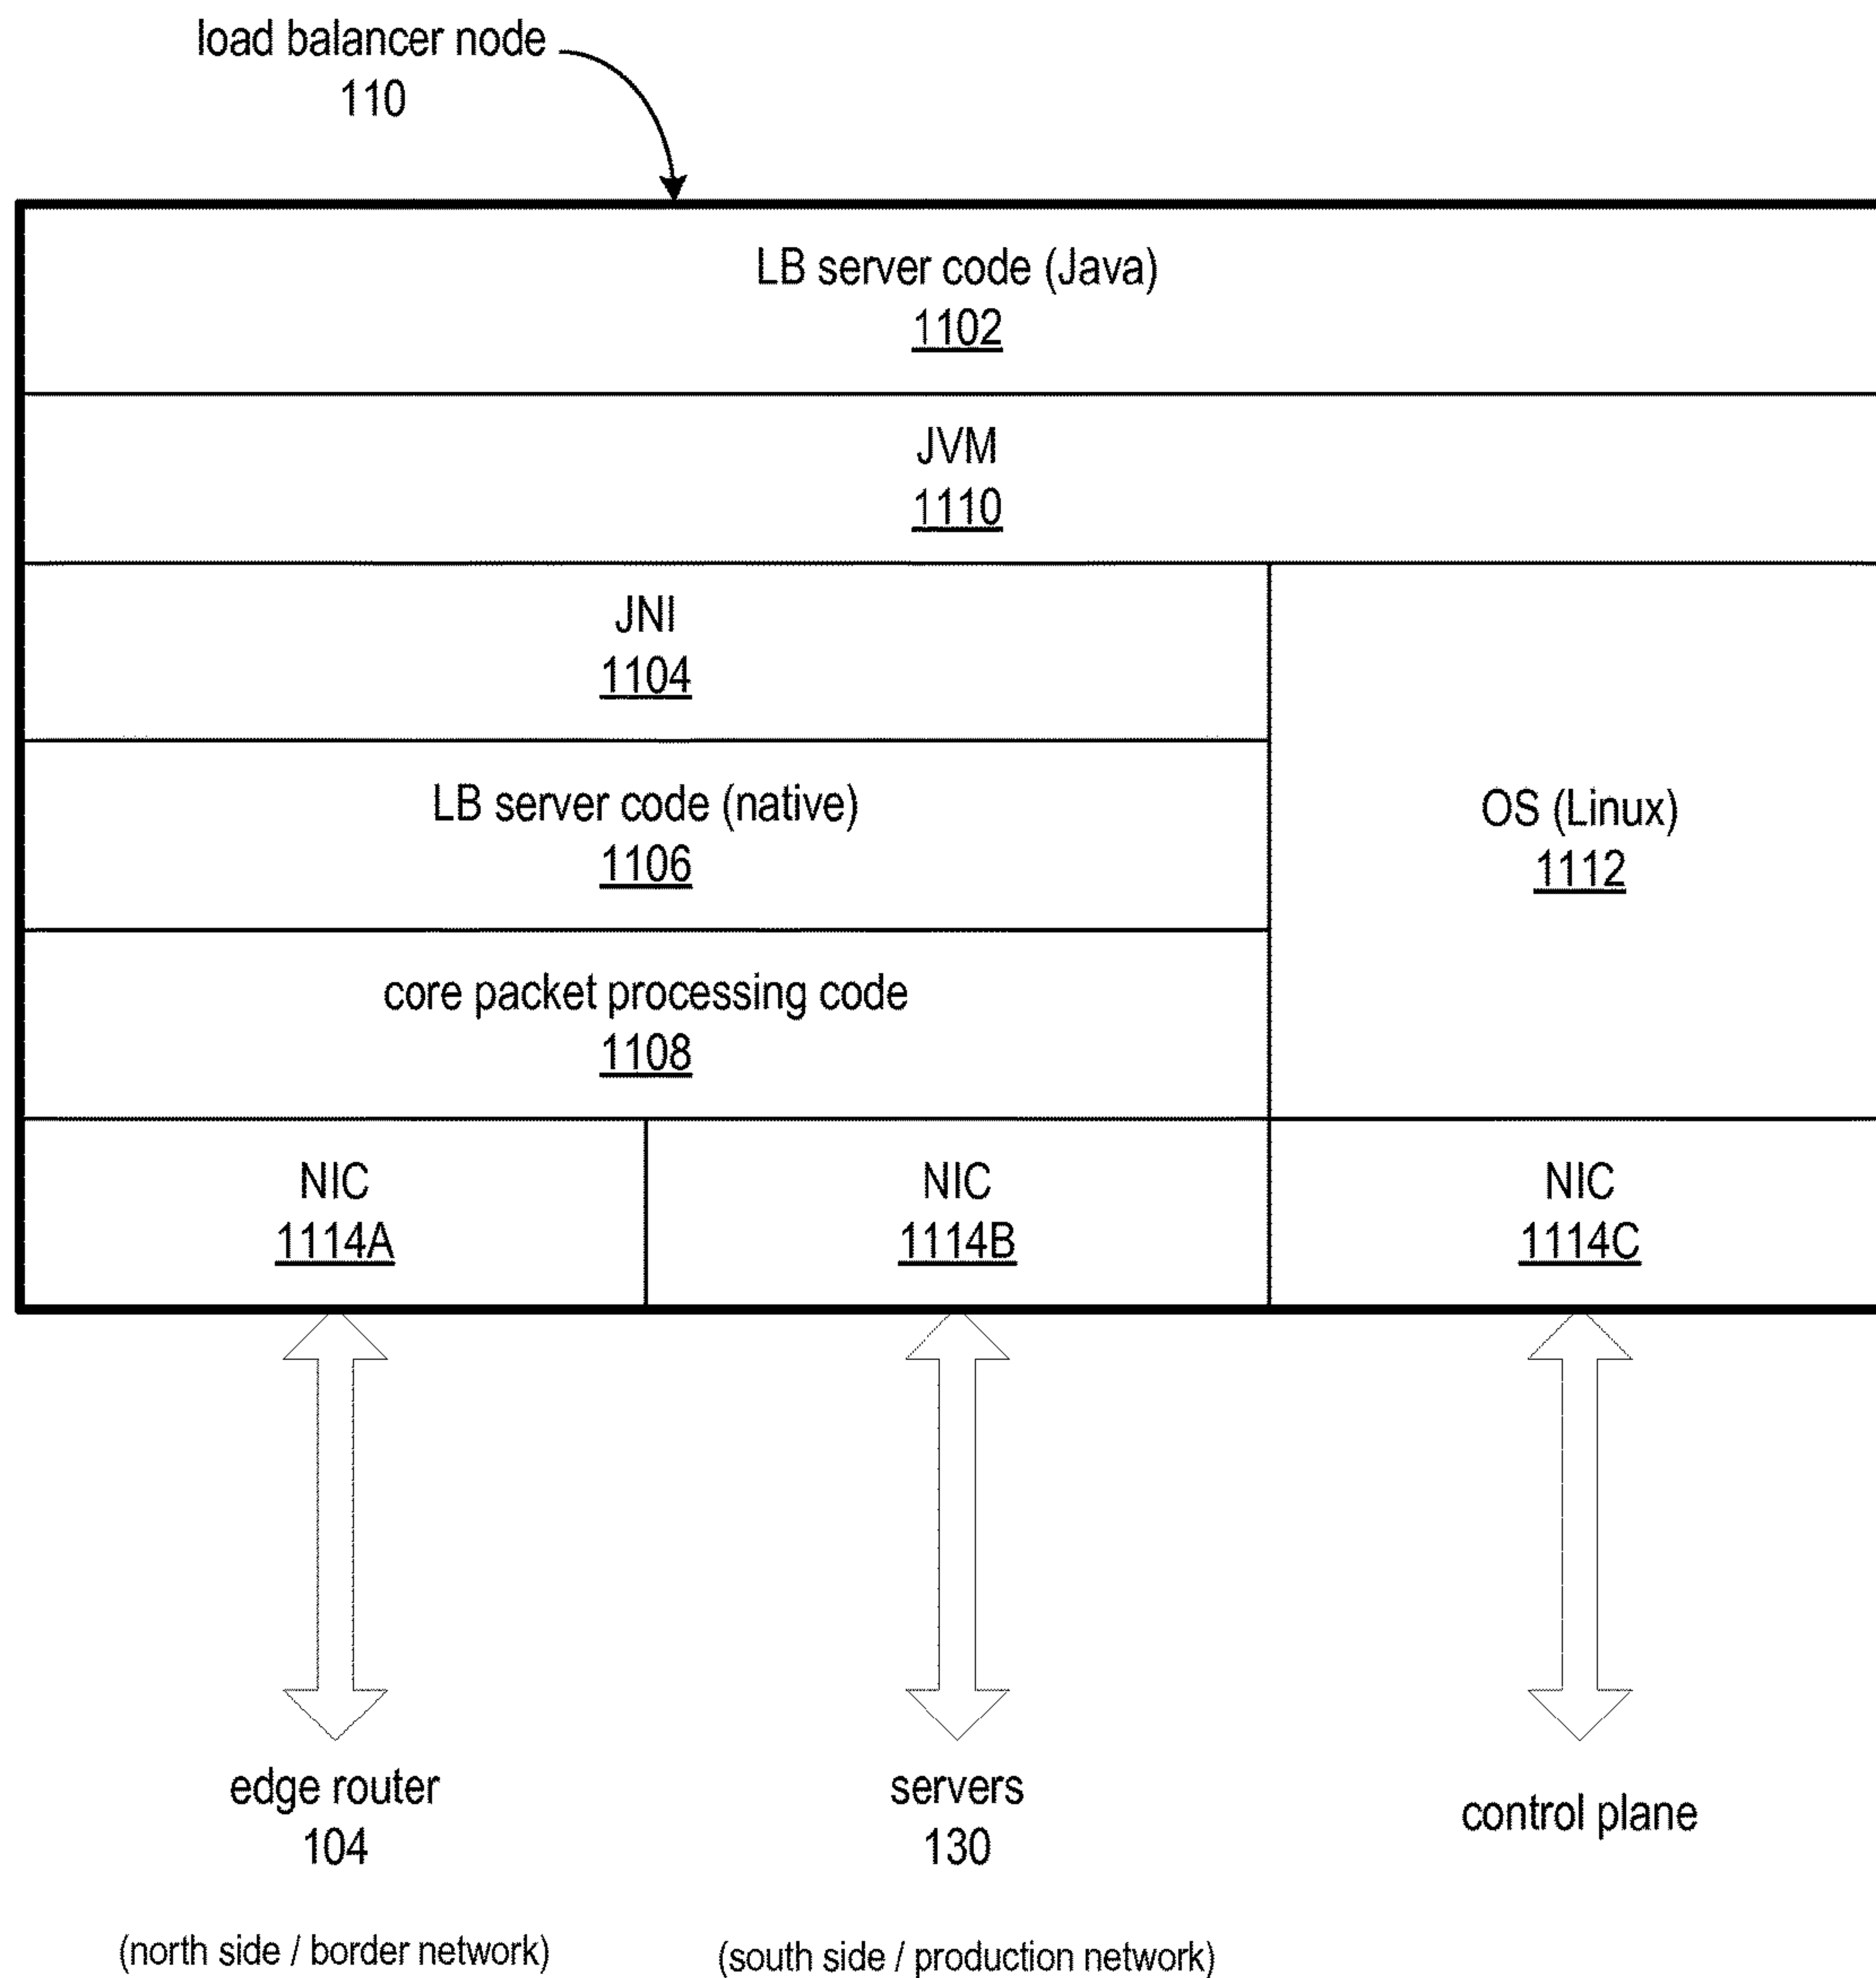 load balancer node
110
LB server code (Java)
1102
JVM
1110
JNI
1104
LB server code (native)
1106
OS (Linux)
1112
core packet processing code
1108
NIC
1114A
NIC
1114B
NIC
1114C
edge router
104
servers
130
control plane
(north side / border network)
(south side / production network)